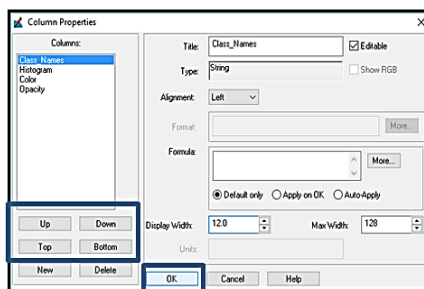 Column Properties
Columns:
Class_Names
Histogram
Color
Opacity
Up Down
Top Bottom
New Delete
Title: Class_Names Editable
Type: String Show RGB
Alignment: Left
Format: More...
Formula: More...
Default only Apply on OK Auto-Apply
Display Width: 12.0 Max Width: 128
Units:
OK Cancel Help